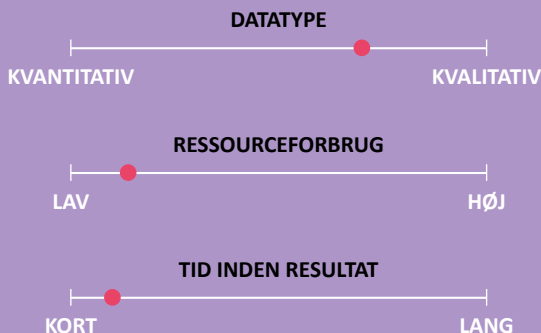 DATATYPE
KVANTITATIV KVALITATIV
RESSOURCEFORBRUG
LAV HØJ
TID INDEN RESULTAT
KORT LANG